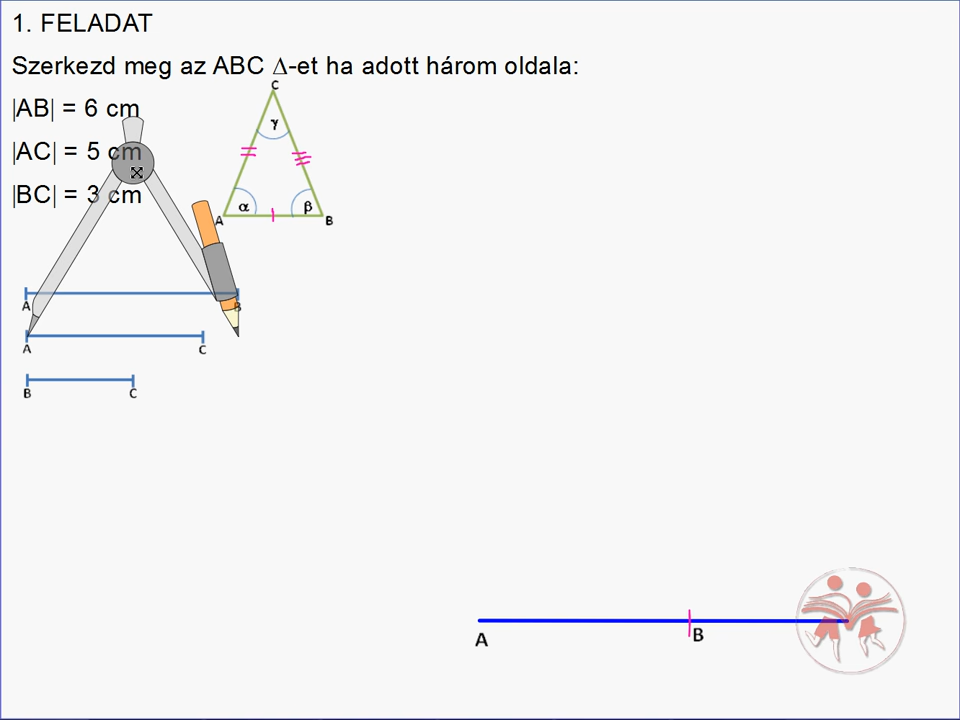 1. FELADAT
Szerkezd meg az ABC Δ-et ha adott három oldala:
|AB| = 6 cm
|AC| = 5 cm
|BC| = 3 cm
C
γ
α
β
A
B
A
B
A
C
B
C
A
B